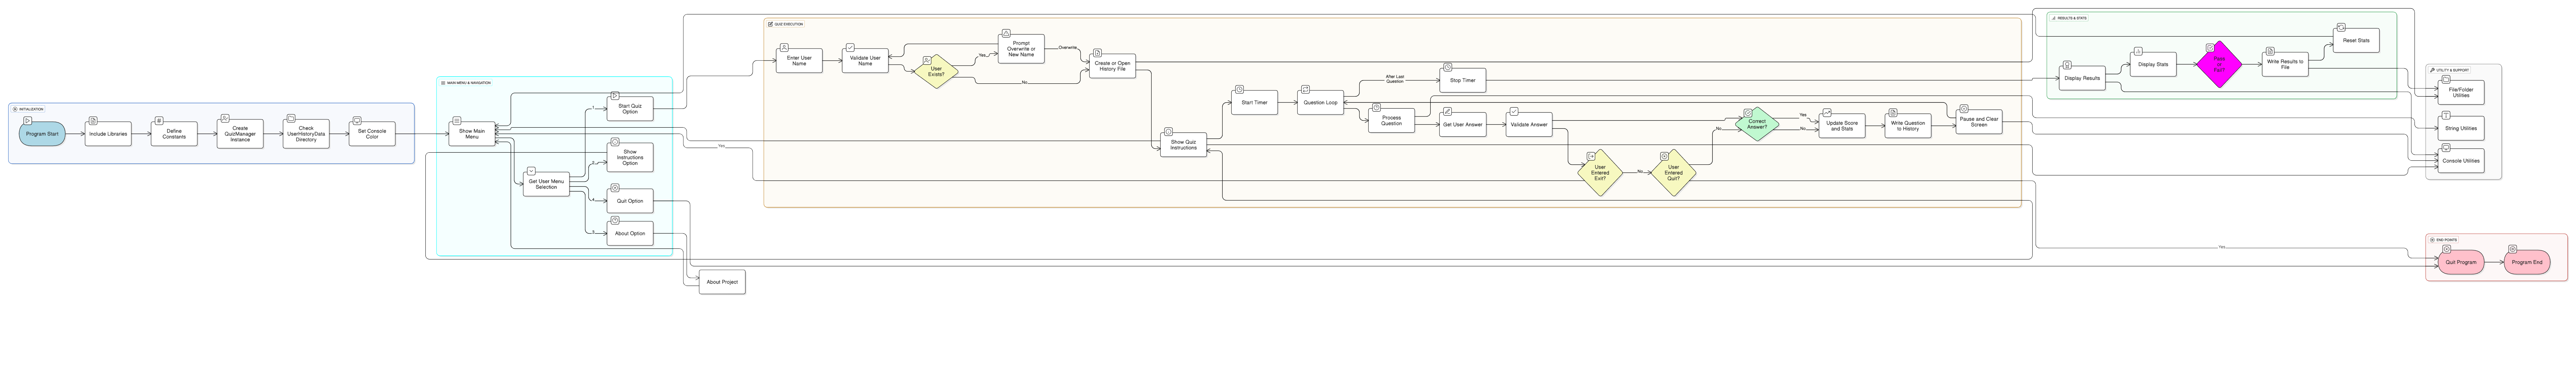 INITIALIZATION
Program Start
Include Libraries
Define
Constants
Create
QuizManager
Instance
Check
UserHistoryData
Directory
Set Console
Color
MAIN MENU & NAVIGATION
Show Main
Menu
Get User Menu
Selection
1
Start Quiz
Option
2
Show
Instructions
Option
4
Quit Option
About Option
About Project
Yes
QUIZ EXECUTION
Enter User
Name
Validate User
Name
User
Exists?
Yes
No
Prompt
Overwrite or
New Name
Overwrite
Create or Open
History File
Show Quiz
Instructions
Start Timer
Question Loop
After Last
Question
Stop Timer
Process
Question
Get User Answer
Validate Answer
User
Entered
Exit?
No
User
Entered
Quit?
No
Correct
Answer?
Yes
No
Update Score
and Stats
Write Question
to History
Pause and Clear
Screen
RESULTS & STATS
Display Results
Display Stats
Pass
or
Fail?
Write Results to
File
Reset Stats
UTILITY & SUPPORT
File/Folder
Utilities
String Utilities
Console Utilities
Yes
END POINTS
Quit Program
Program End